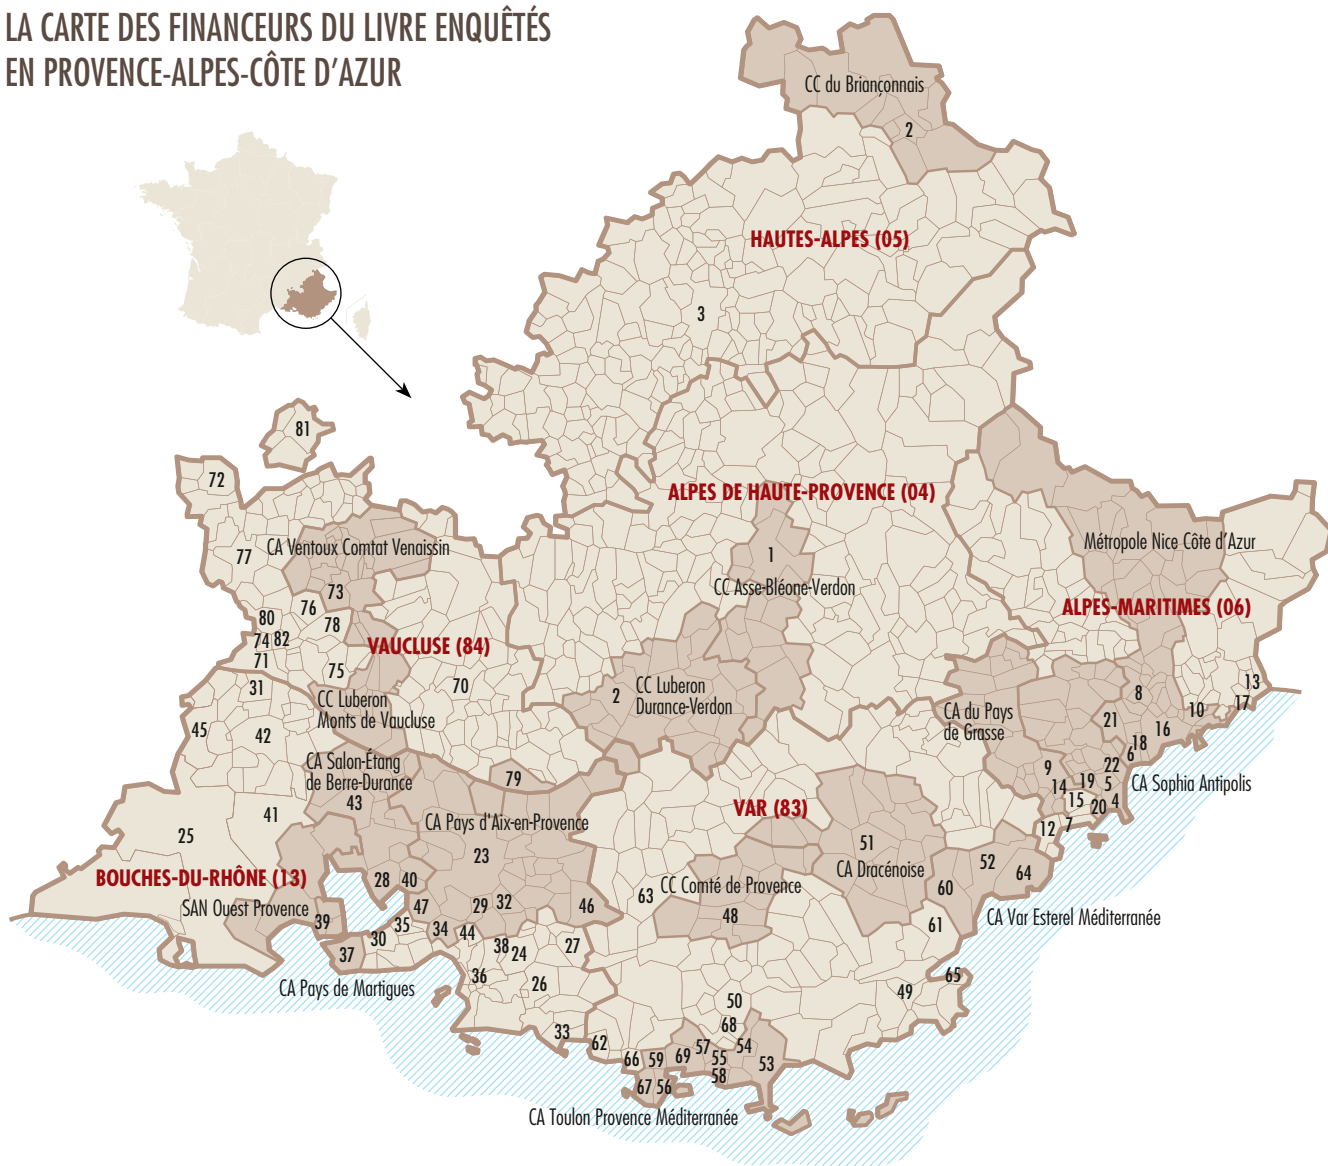 LA CARTE DES FINANCEURS DU LIVRE ENQUÊTÉS
EN PROVENCE-ALPES-CÔTE D'AZUR
CC du Briançonnais
2
HAUTES-ALPES (05)
3
81
72
ALPES DE HAUTE-PROVENCE (04)
77
CA Ventoux Comtat Venaissin
1
Métropole Nice Côte d'Azur
CC Asse-Bléone-Verdon
73
76
ALPES-MARITIMES (06)
80
78
74
82
VAUCLUSE (84)
71
75
70
31
CC Luberon
Monts de Vaucluse
2
CC Luberon
Durance-Verdon
13
8
17
10
45
42
CA du Pays
de Grasse
21
16
18
6
CA Salon-Étang
de Berre-Durance
79
9
22
19
5
CA Sophia Antipolis
43
14
15
20
4
41
VAR (83)
CA Pays d'Aix-en-Provence
12
7
25
51
23
52
CA Dracénoise
64
BOUCHES-DU-RHÔNE (13)
28
40
CC Comté de Provence
60
63
SAN Ouest Provence
47
29
32
46
48
CA Var Esterel Méditerranée
39
35
34
44
61
30
38
24
27
37
36
26
65
CA Pays de Martigues
49
50
33
62
68
57
54
66
59
69
55
53
58
67
56
CA Toulon Provence Méditerranée